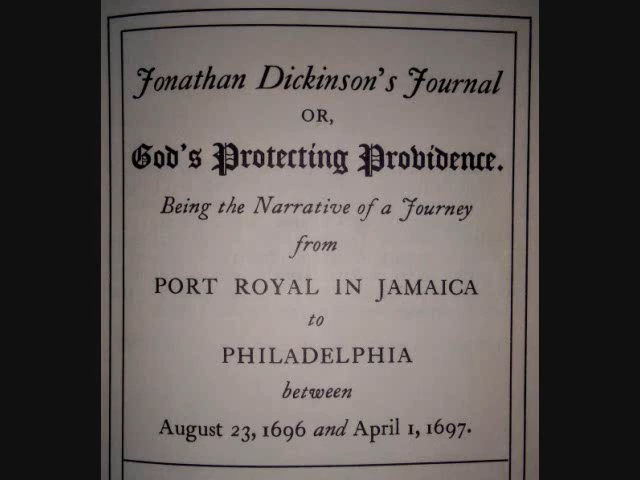 Jonathan Dickinson's Journal
OR,
God's Protecting Providence.
Being the Narrative of a Journey
from
PORT ROYAL IN JAMAICA
to
PHILADELPHIA
between
August 23, 1696 and April 1, 1697.